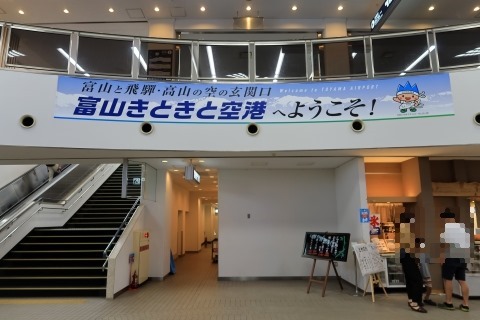 富山と飛騨・高山の空の玄関口
Welcome to TOYAMA AIRPORT
富山きときと空港へようこそ!